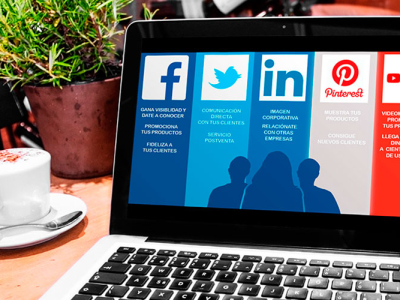 GANA VISIBLIDAD Y
DATE A CONOCER
PROMOCIONA
TUS PRODUCTOS
FIDELIZA A
TUS CLIENTES
COMUNICACIÓN
DIRECTA
CON TUS CLIENTES
SERVICIO
POSTVENTA
in
IMAGEN
CORPORATIVA
RELACIÓNATE
CON OTRAS
EMPRESAS
Pinterest
MUESTRA TUS
PRODUCTOS
CONSIGUE
NUEVOS CLIENTES